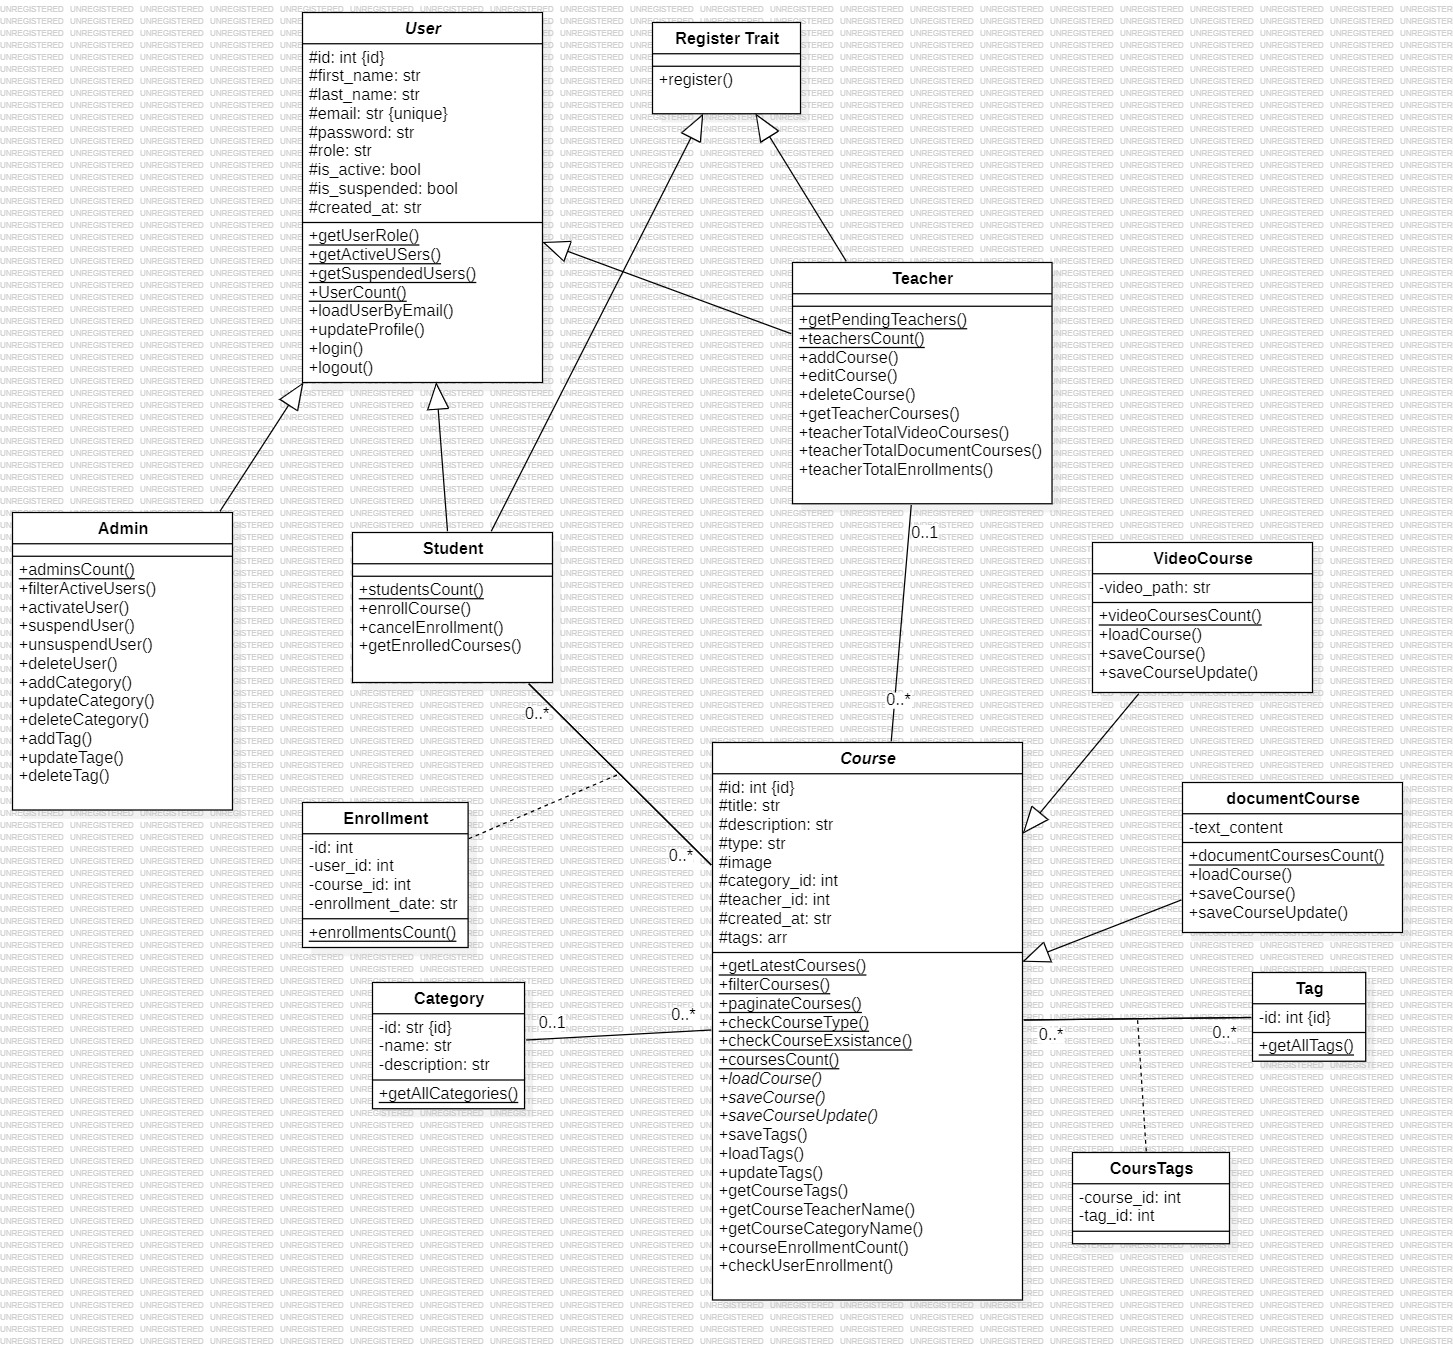 User
#id: int {id}
#first_name: str
#last_name: str
#email: str {unique}
#password: str
#role: str
#is_active: bool
#is_suspended: bool
#created_at: str
+getUserRole()
+getActiveUSers()
+getSuspendedUsers()
+UserCount()
+loadUserByEmail()
+updateProfile()
+login()
+logout()
Register Trait
+register()
Teacher
+getPendingTeachers()
+teachersCount()
+addCourse()
+editCourse()
+deleteCourse()
+getTeacherCourses()
+teacherTotalVideoCourses()
+teacherTotalDocumentCourses()
+teacherTotalEnrollments()
Admin
+adminsCount()
+filterActiveUsers()
+activateUser()
+suspendUser()
+unsuspendUser()
+deleteUser()
+addCategory()
+updateCategory()
+deleteCategory()
+addTag()
+updateTage()
+deleteTag()
Student
+studentsCount()
+enrollCourse()
+cancelEnrollment()
+getEnrolledCourses()
0..1
0..*
VideoCourse
-video_path: str
+videoCoursesCount()
+loadCourse()
+saveCourse()
+saveCourseUpdate()
0..*
0..*
Enrollment
-id: int
-user_id: int
-course_id: int
-enrollment_date: str
+enrollmentsCount()
Course
#id: int {id}
#title: str
#description: str
#type: str
#image
#category_id: int
#teacher_id: int
#created_at: str
#tags: arr
+getLatestCourses()
+filterCourses()
+paginateCourses()
+checkCourseType()
+checkCourseExsistance()
+coursesCount()
+loadCourse()
+saveCourse()
+saveCourseUpdate()
+saveTags()
+loadTags()
+updateTags()
+getCourseTags()
+getCourseTeacherName()
+getCourseCategoryName()
+courseEnrollmentCount()
+checkUserEnrollment()
documentCourse
-text_content
+documentCoursesCount()
+loadCourse()
+saveCourse()
+saveCourseUpdate()
Category
-id: str {id}
-name: str
-description: str
+getAllCategories()
0..1
0..*
0..*
0..*
Tag
-id: int {id}
+getAllTags()
CoursTags
-course_id: int
-tag_id: int
UNREGISTERED